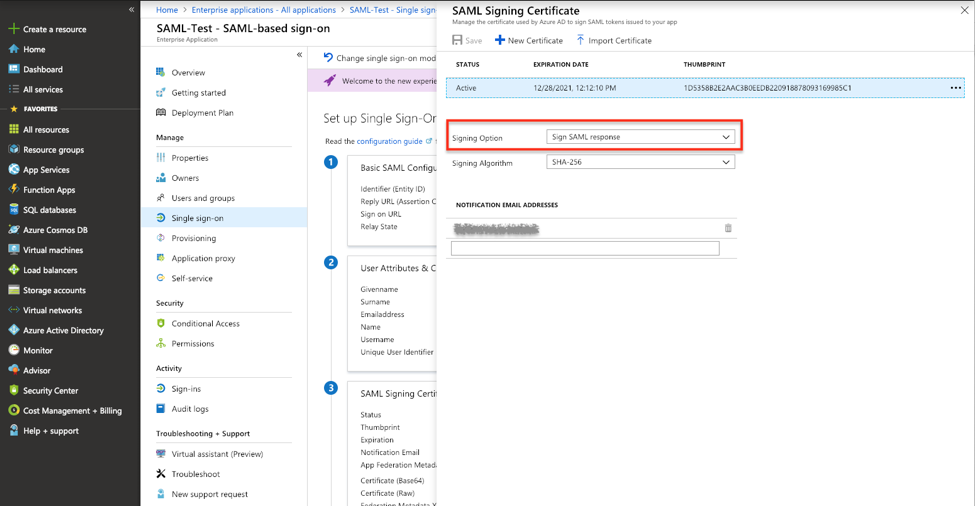 «
Create a resource
Home
Dashboard
All services
FAVORITES
All resources
Resource groups
App Services
Function Apps
SQL databases
Azure Cosmos DB
Virtual machines
Load balancers
Storage accounts
Virtual networks
Azure Active Directory
Monitor
Advisor
Security Center
Cost Management + Billing
Help + support
Home > Enterprise applications - All applications > SAML-Test - Single sign
SAML-Test - SAML-based sign-on
Enterprise Application
«
Overview
Getting started
Deployment Plan
Manage
Properties
Owners
Users and groups
Single sign-on
Provisioning
Application proxy
Self-service
Security
Conditional Access
Permissions
Activity
Sign-ins
Audit logs
Troubleshooting + Support
Virtual assistant (Preview)
Troubleshoot
New support request
Change single sign-on mod
Welcome to the new experie
Set up Single Sign-O
Read the configuration guide
1
Basic SAML Configu
Identifier (Entity ID)
Reply URL (Assertion C
Sign on URL
Relay State
2
User Attributes & C
Givenname
Surname
Emailaddress
Name
Username
Unique User Identifier
3
SAML Signing Certif
Status
Thumbprint
Expiration
Notification Email
App Federation Metada
Certificate (Base64)
Certificate (Raw)
Federation Metadata X
SAML Signing Certificate
Manage the certificate used by Azure AD to sign SAML tokens issued to your app
Save New Certificate Import Certificate
STATUS EXPIRATION DATE THUMBPRINT
Active 12/28/2021, 12:12:10 PM 1D5358B2E2AAC3B0EEDB220918878093169985C1
Signing Option Sign SAML response
Signing Algorithm SHA-256
NOTIFICATION EMAIL ADDRESSES